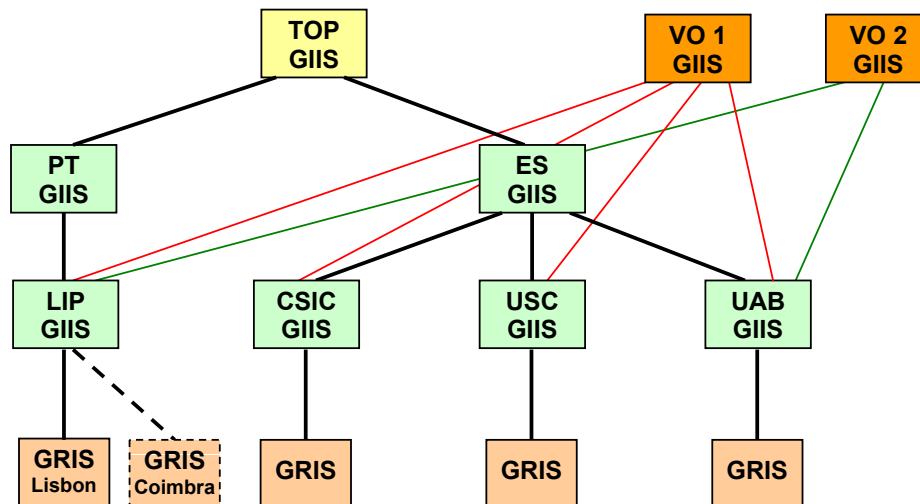 TOP
GIIS
VO 1
GIIS
VO 2
GIIS
PT
GIIS
ES
GIIS
LIP
GIIS
CSIC
GIIS
USC
GIIS
UAB
GIIS
GRIS
Lisbon
GRIS
Coimbra
GRIS
GRIS
GRIS